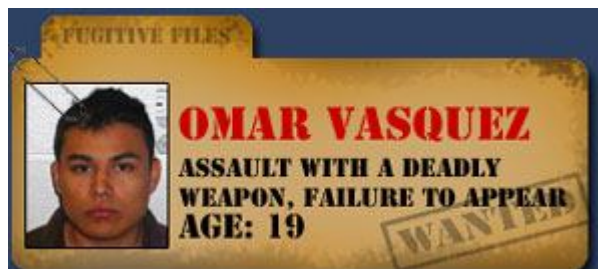 FUGITIVE FILES
OMAR VASQUEZ
ASSAULT WITH A DEADLY
WEAPON, FAILURE TO APPEAR
AGE: 19
WANTED